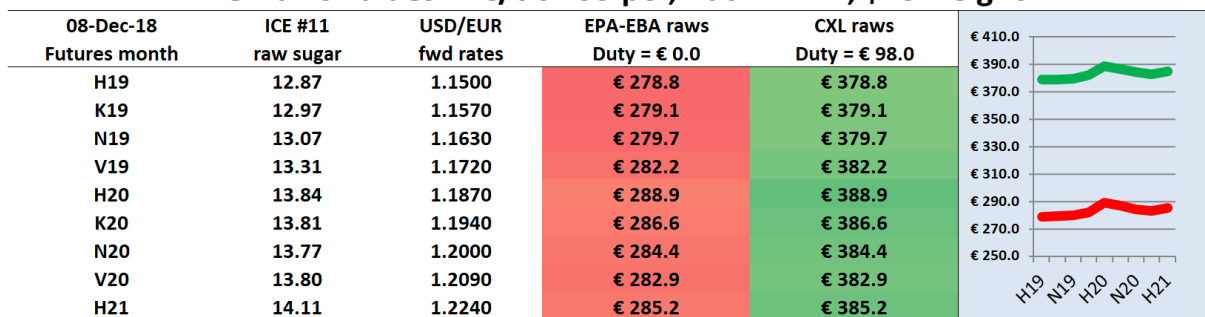 08-Dec-18 ICE #11 USD/EUR EPA-EBA raws CXL raws
Futures month raw sugar fwd rates Duty = € 0.0 Duty = € 98.0
H19 12.87 1.1500 € 278.8 € 378.8
K19 12.97 1.1570 € 279.1 € 379.1
N19 13.07 1.1630 € 279.7 € 379.7
V19 13.31 1.1720 € 282.2 € 382.2
H20 13.84 1.1870 € 288.9 € 388.9
K20 13.81 1.1940 € 286.6 € 386.6
N20 13.77 1.2000 € 284.4 € 384.4
V20 13.80 1.2090 € 282.9 € 382.9
H21 14.11 1.2240 € 285.2 € 385.2
€ 410.0
€ 390.0
€ 370.0
€ 350.0
€ 330.0
€ 310.0
€ 290.0
€ 270.0
€ 250.0
H19 N19 H20 N20 H21